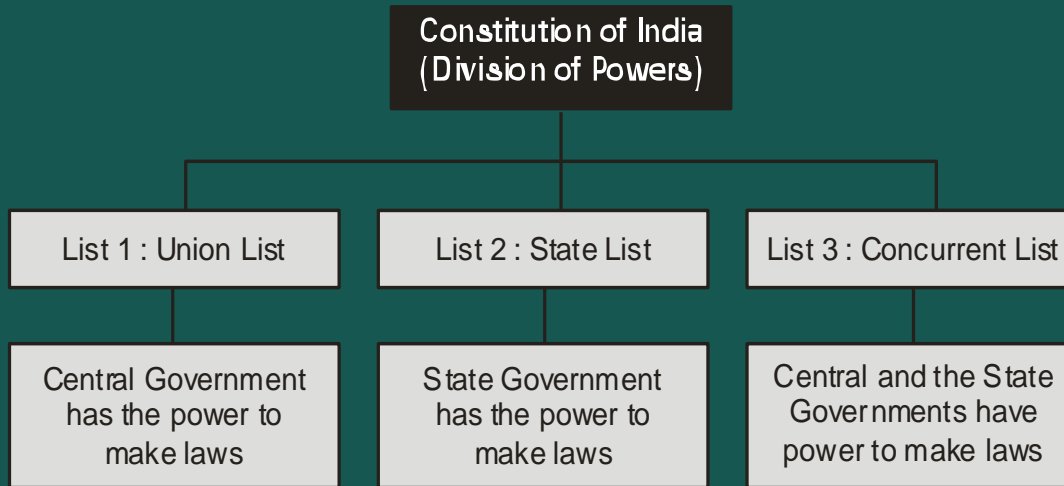 Constitution of India
(Division of Powers)
List 1 : Union List
List 2 : State List
List 3 : Concurrent List
Central Government
has the power to
make laws
State Government
has the power to
make laws
Central and the State
Governments have
power to make laws